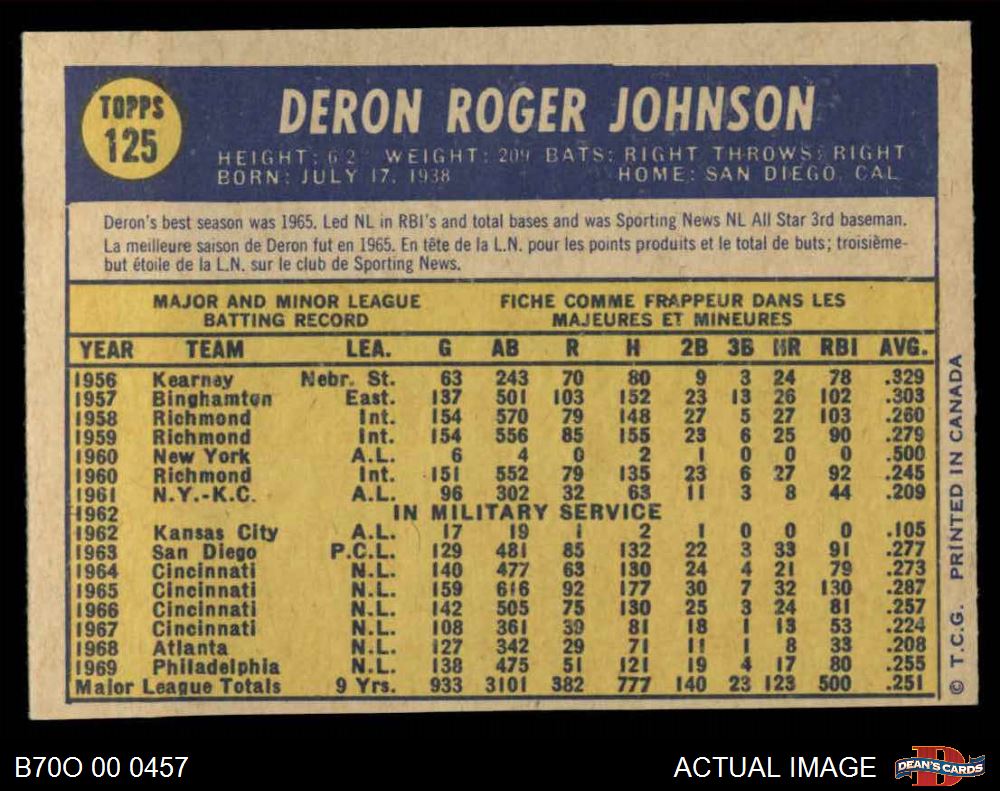 TOPPS
125
DERON ROGER JOHNSON
HEIGHT: 6'2" WEIGHT: 209 BATS: RIGHT THROWS: RIGHT
BORN: JULY 17, 1938 HOME: SAN DIEGO, CAL
Deron's best season was 1965. Led NL in RBI's and total bases and was Sporting News NL All Star 3rd baseman.
La meilleure saison de Deron fut en 1965. En tête de la L.N. pour les points produits et le total de buts; troisième-
but étoile de la L.N. sur le club de Sporting News.
MAJOR AND MINOR LEAGUE FICHE COMME FRAPPEUR DANS LES
BATTING RECORD MAJEURES ET MINEURES
YEAR TEAM LEA. G AB R H 2B 3B HR RBI AVG.
1956 Kearney Nebr. St. 63 243 70 80 9 3 24 78 .329
1957 Binghamton East. 137 501 103 152 23 13 26 102 .303
1958 Richmond Int. 154 570 79 148 27 5 27 103 .260
1959 Richmond Int. 154 556 85 155 23 6 25 90 .279
1960 New York A.L. 6 4 0 2 1 0 0 0 .500
1960 Richmond Int. 151 552 79 135 23 6 27 92 .245
1961 N.Y.-K.C. A.L. 96 302 32 63 11 3 8 44 .209
1962 IN MILITARY SERVICE
1962 Kansas City A.L. 17 19 1 2 1 0 0 0 .105
1963 San Diego P.C.L. 129 481 85 132 22 3 33 91 .277
1964 Cincinnati N.L. 140 477 63 130 24 4 21 79 .273
1965 Cincinnati N.L. 159 616 92 177 30 7 32 130 .287
1966 Cincinnati N.L. 142 505 75 130 25 3 24 81 .257
1967 Cincinnati N.L. 108 361 39 81 18 1 13 53 .224
1968 Atlanta N.L. 127 342 29 71 11 1 8 33 .208
1969 Philadelphia N.L. 138 475 51 121 19 4 17 80 .255
Major League Totals 9 Yrs. 933 3101 382 777 140 23 123 500 .251
© T.C.G. PRINTED IN CANADA
B70O 00 0457
ACTUAL IMAGE
DEAN'S CARDS